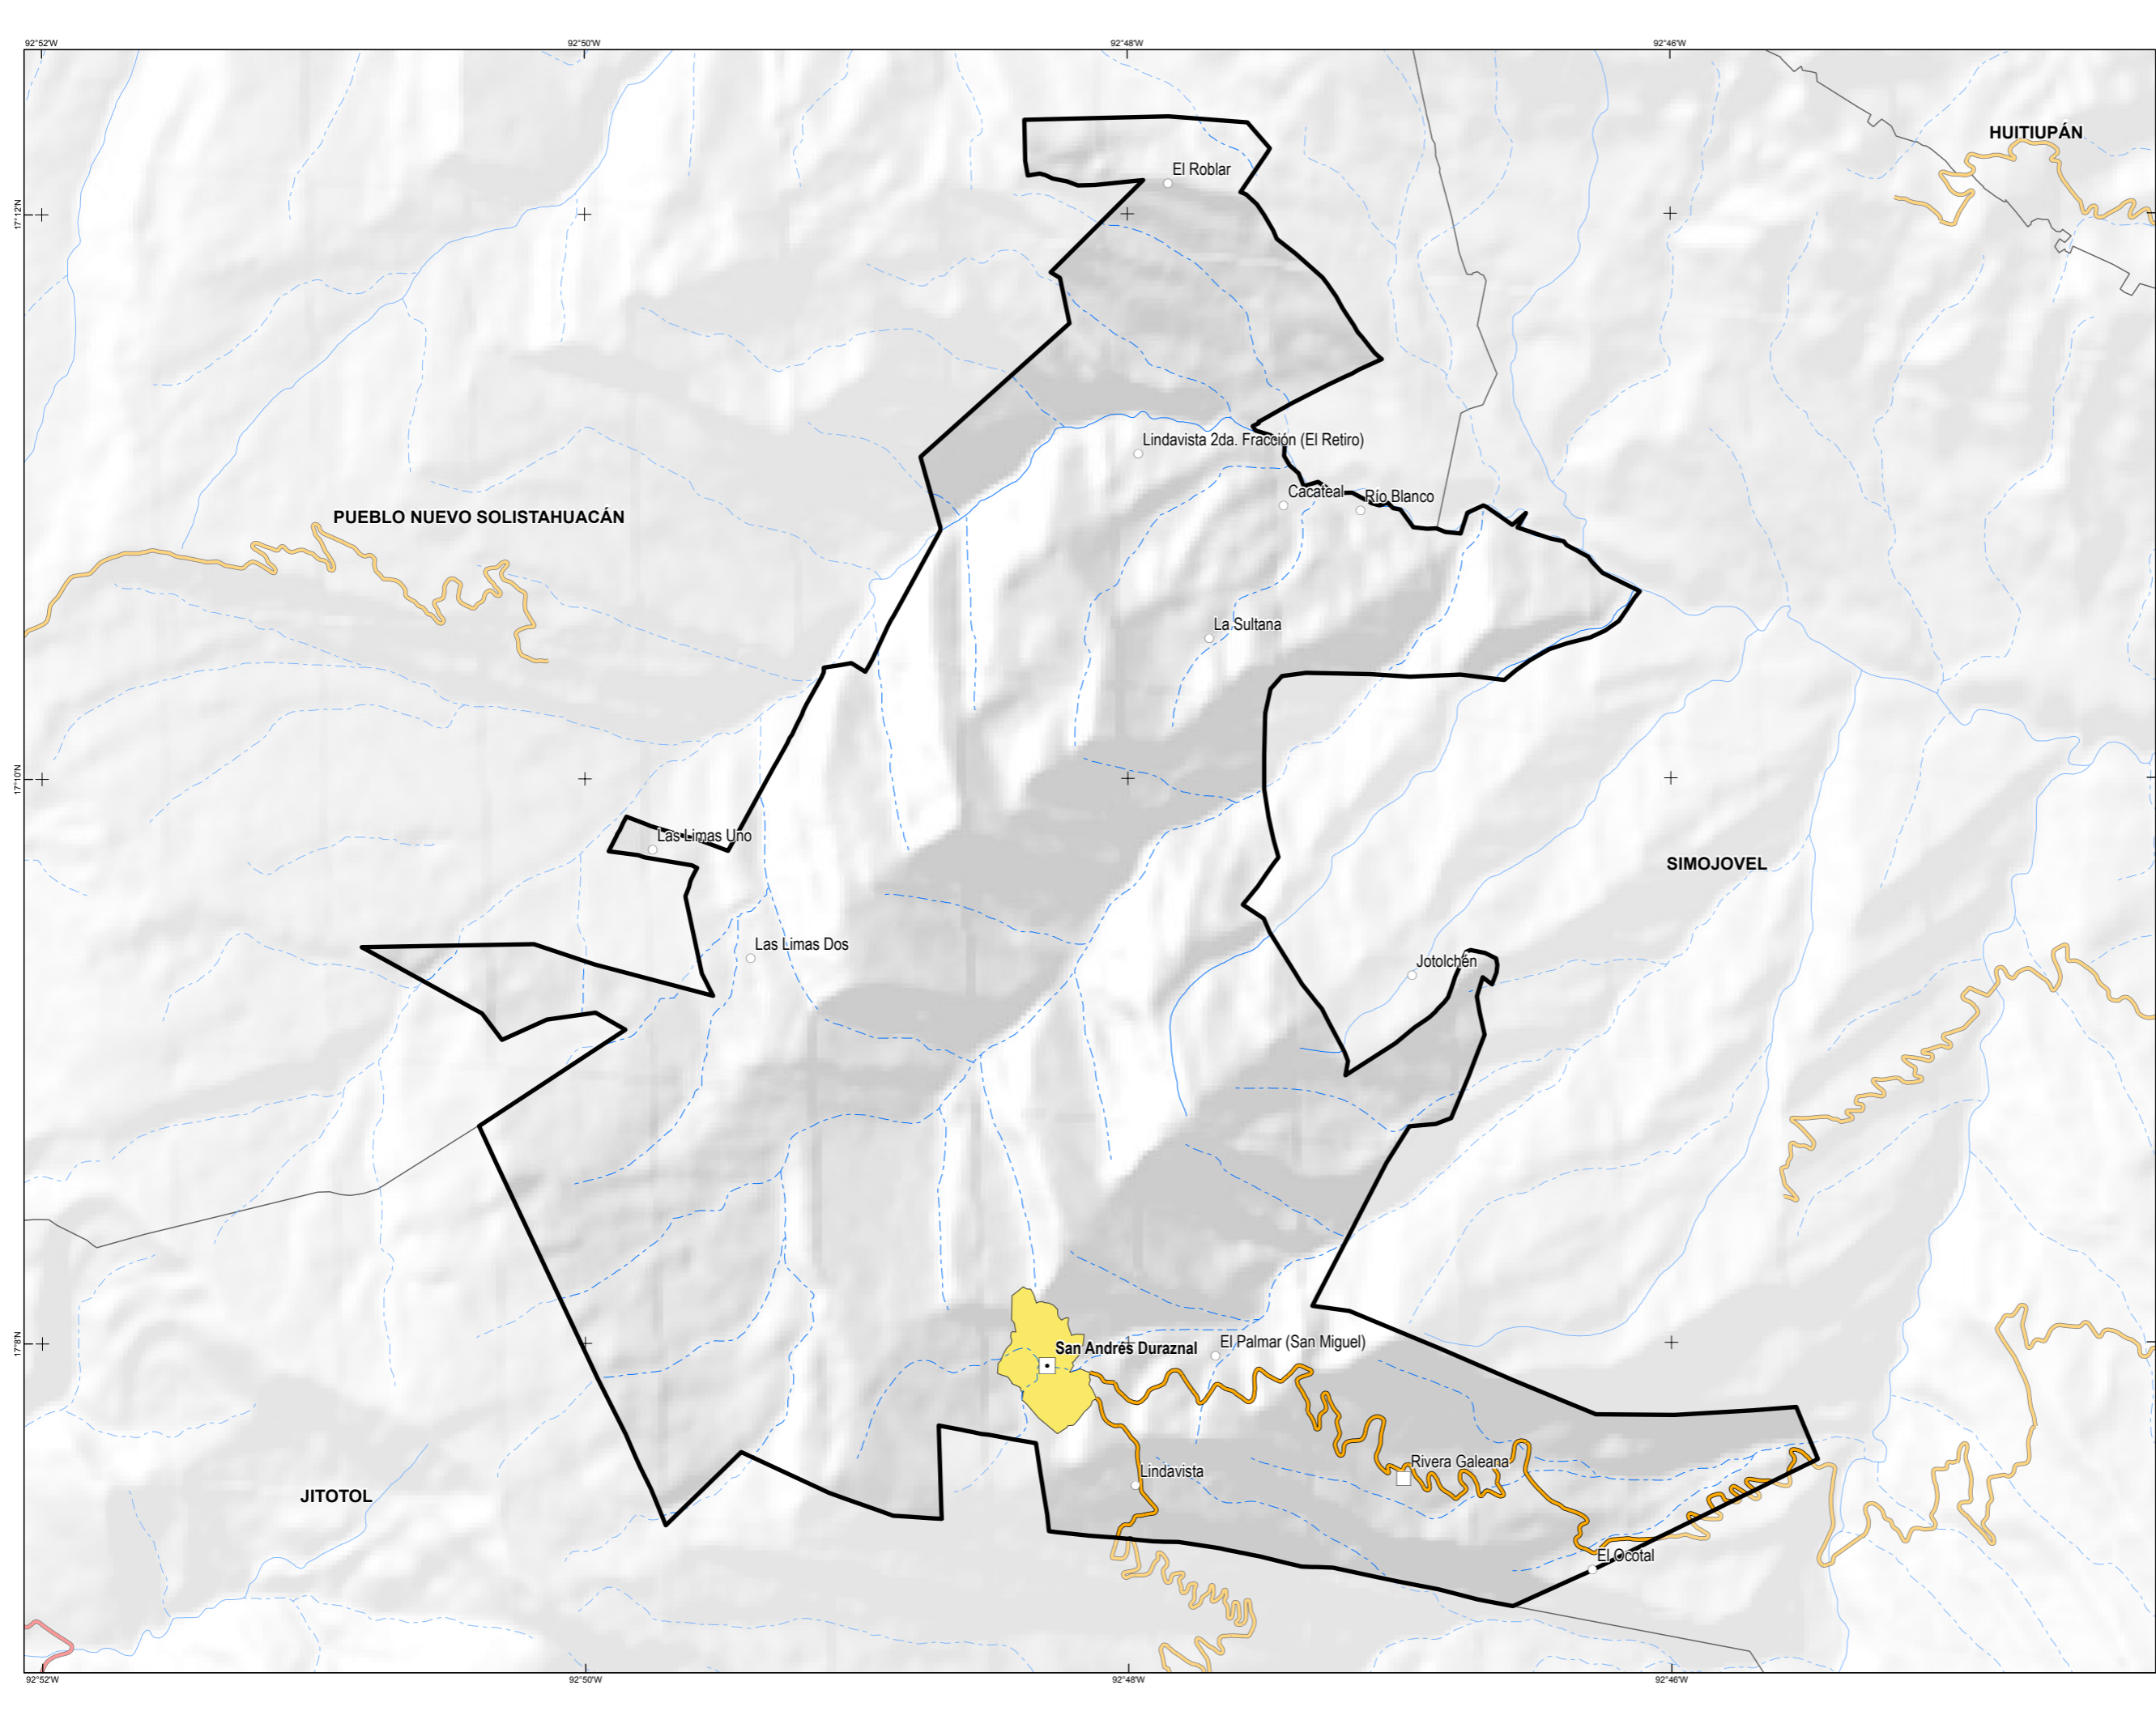 92°52'W
92°50'W
92°48'W
92°46'W
HUITIUPÁN
El Roblar
17°12'N
Lindavista 2da. Fracción (El Retiro)
Cacateal
Río Blanco
PUEBLO NUEVO SOLISTAHUACÁN
La Sultana
17°10'N
Las Limas Uno
SIMOJOVEL
Las Limas Dos
Jotolchén
17°8'N
El Palmar (San Miguel)
San Andrés Duraznal
Rivera Galeana
Lindavista
JITOTOL
El Ocotal
92°52'W
92°50'W
92°48'W
92°46'W